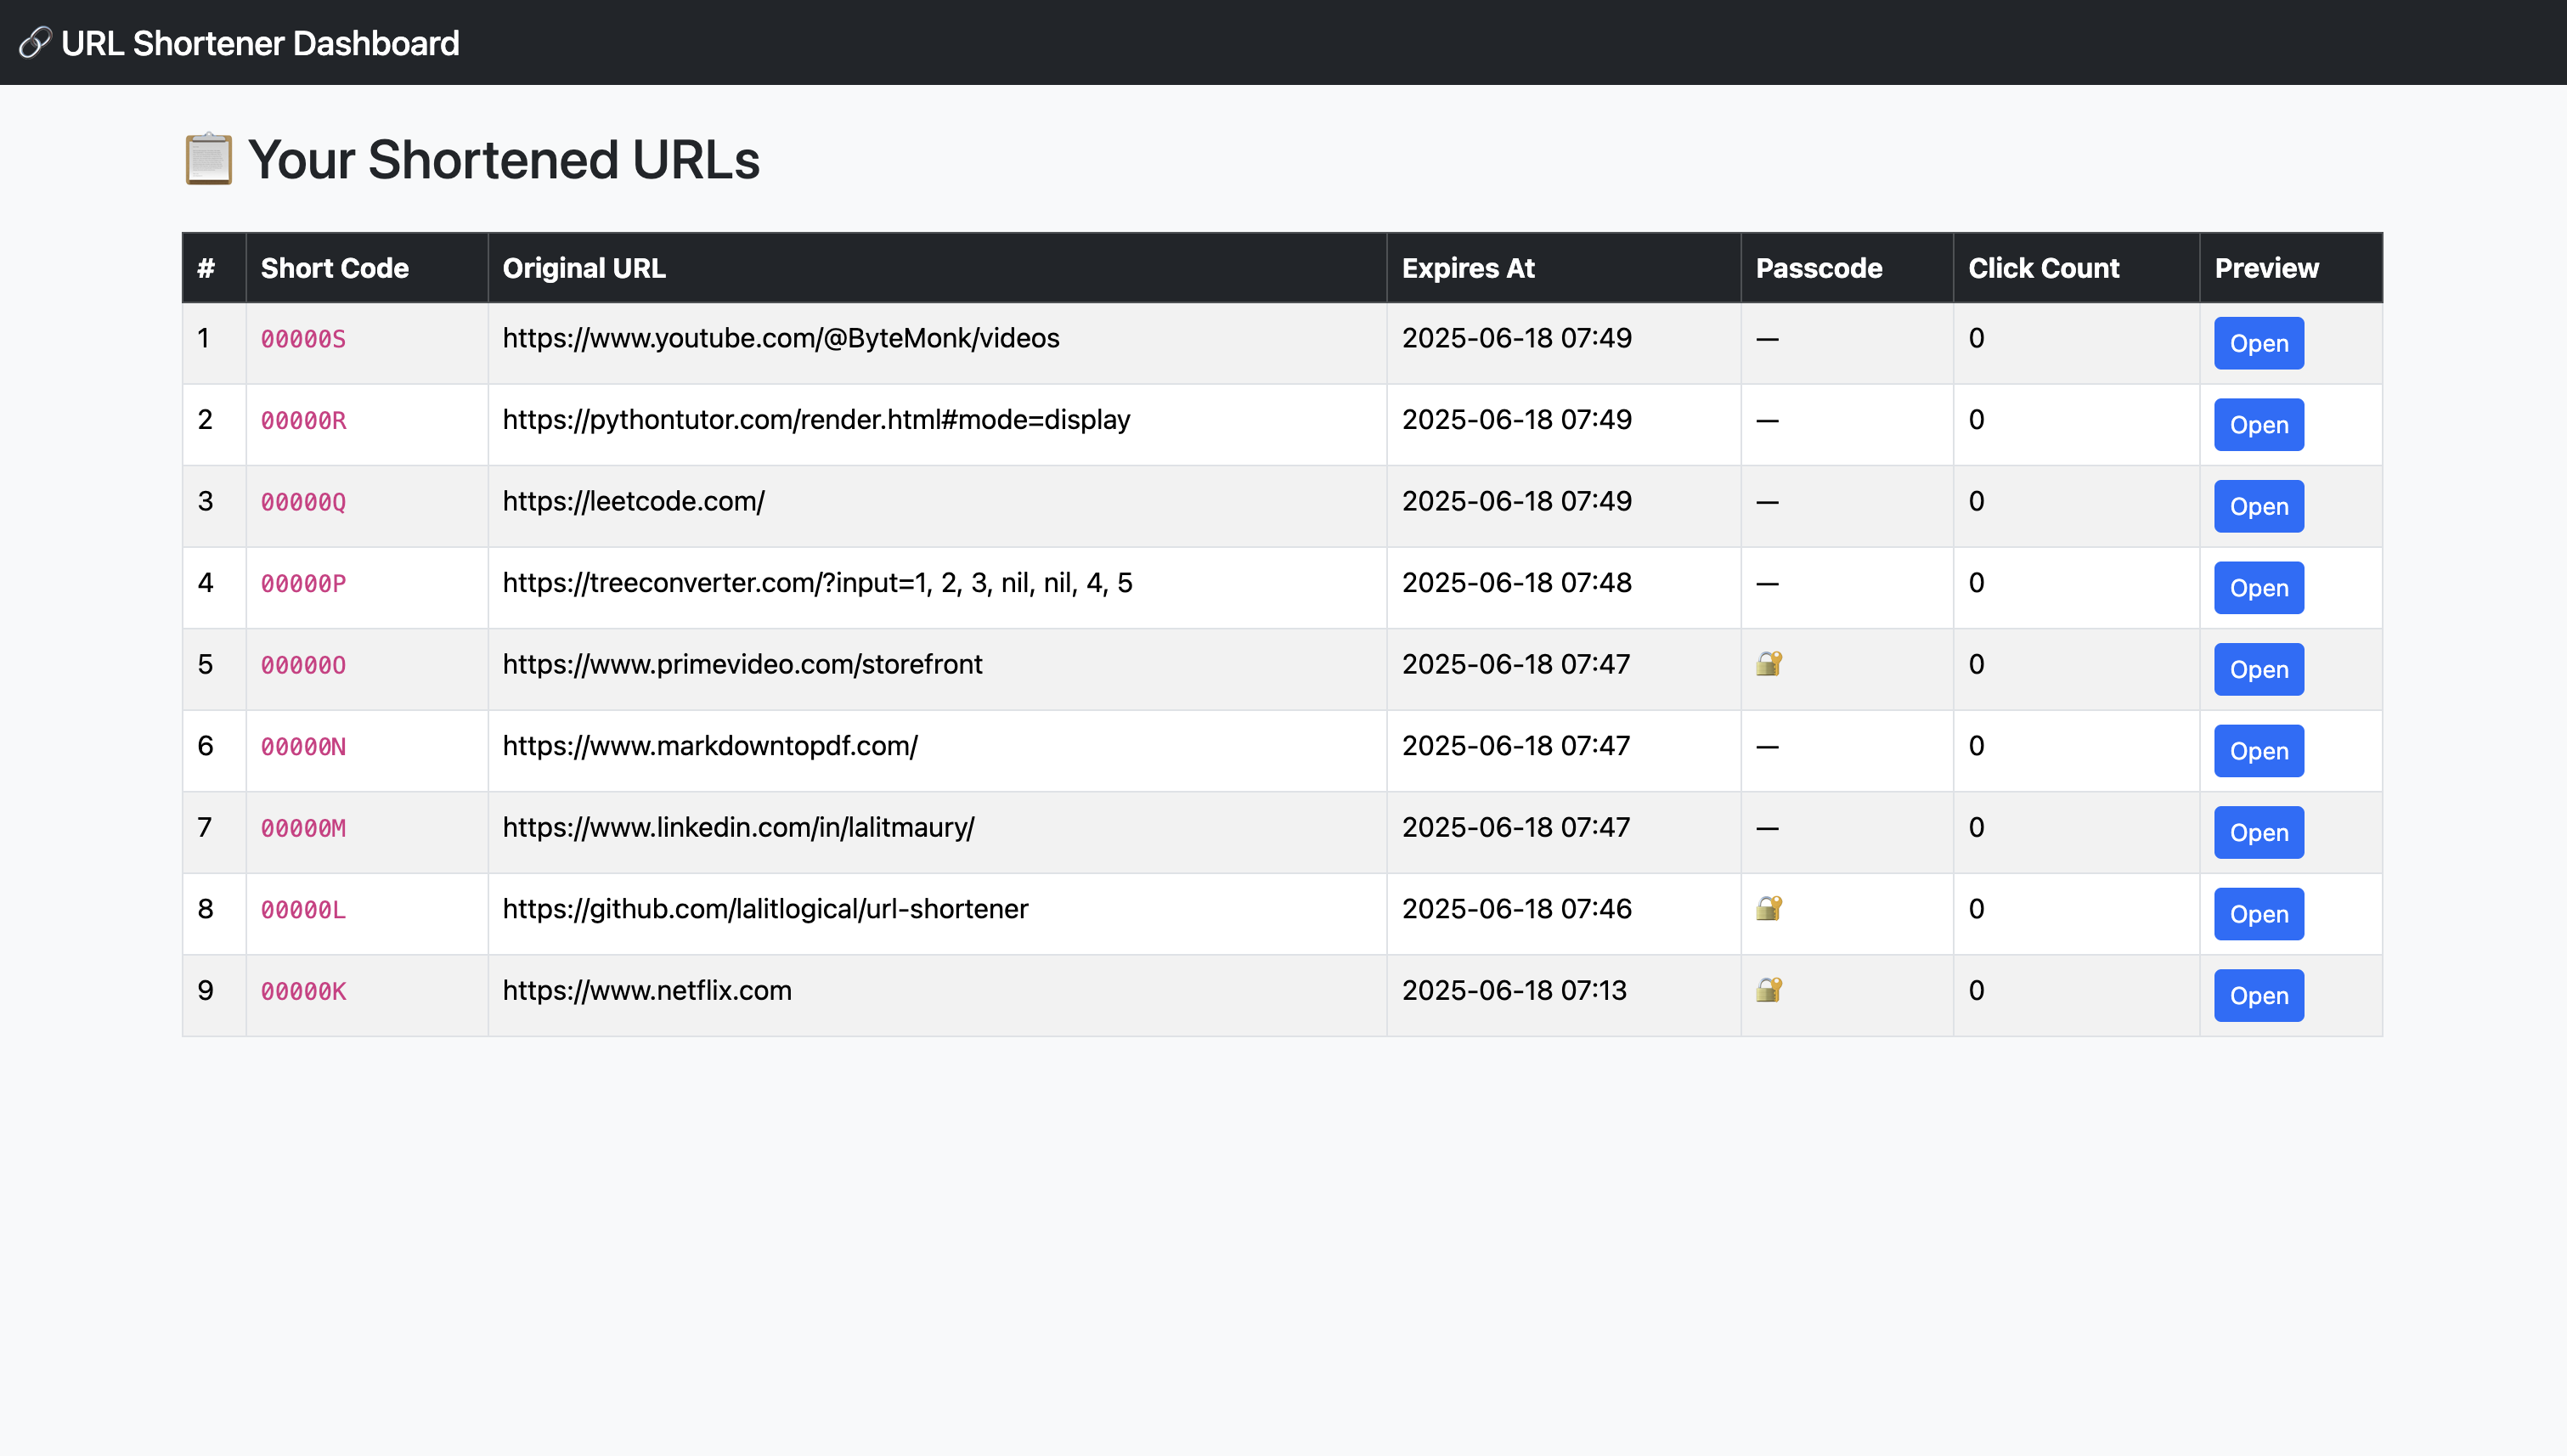 🔗 URL Shortener Dashboard
📋 Your Shortened URLs
# Short Code Original URL Expires At Passcode Click Count Preview
1 00000S https://www.youtube.com/@ByteMonk/videos 2025-06-18 07:49 — 0 Open
2 00000R https://pythontutor.com/render.html#mode=display 2025-06-18 07:49 — 0 Open
3 00000Q https://leetcode.com/ 2025-06-18 07:49 — 0 Open
4 00000P https://treeconverter.com/?input=1, 2, 3, nil, nil, 4, 5 2025-06-18 07:48 — 0 Open
5 00000O https://www.primevideo.com/storefront 2025-06-18 07:47 🔐 0 Open
6 00000N https://www.markdowntopdf.com/ 2025-06-18 07:47 — 0 Open
7 00000M https://www.linkedin.com/in/lalitmaury/ 2025-06-18 07:47 — 0 Open
8 00000L https://github.com/lalitlogical/url-shortener 2025-06-18 07:46 🔐 0 Open
9 00000K https://www.netflix.com 2025-06-18 07:13 🔐 0 Open